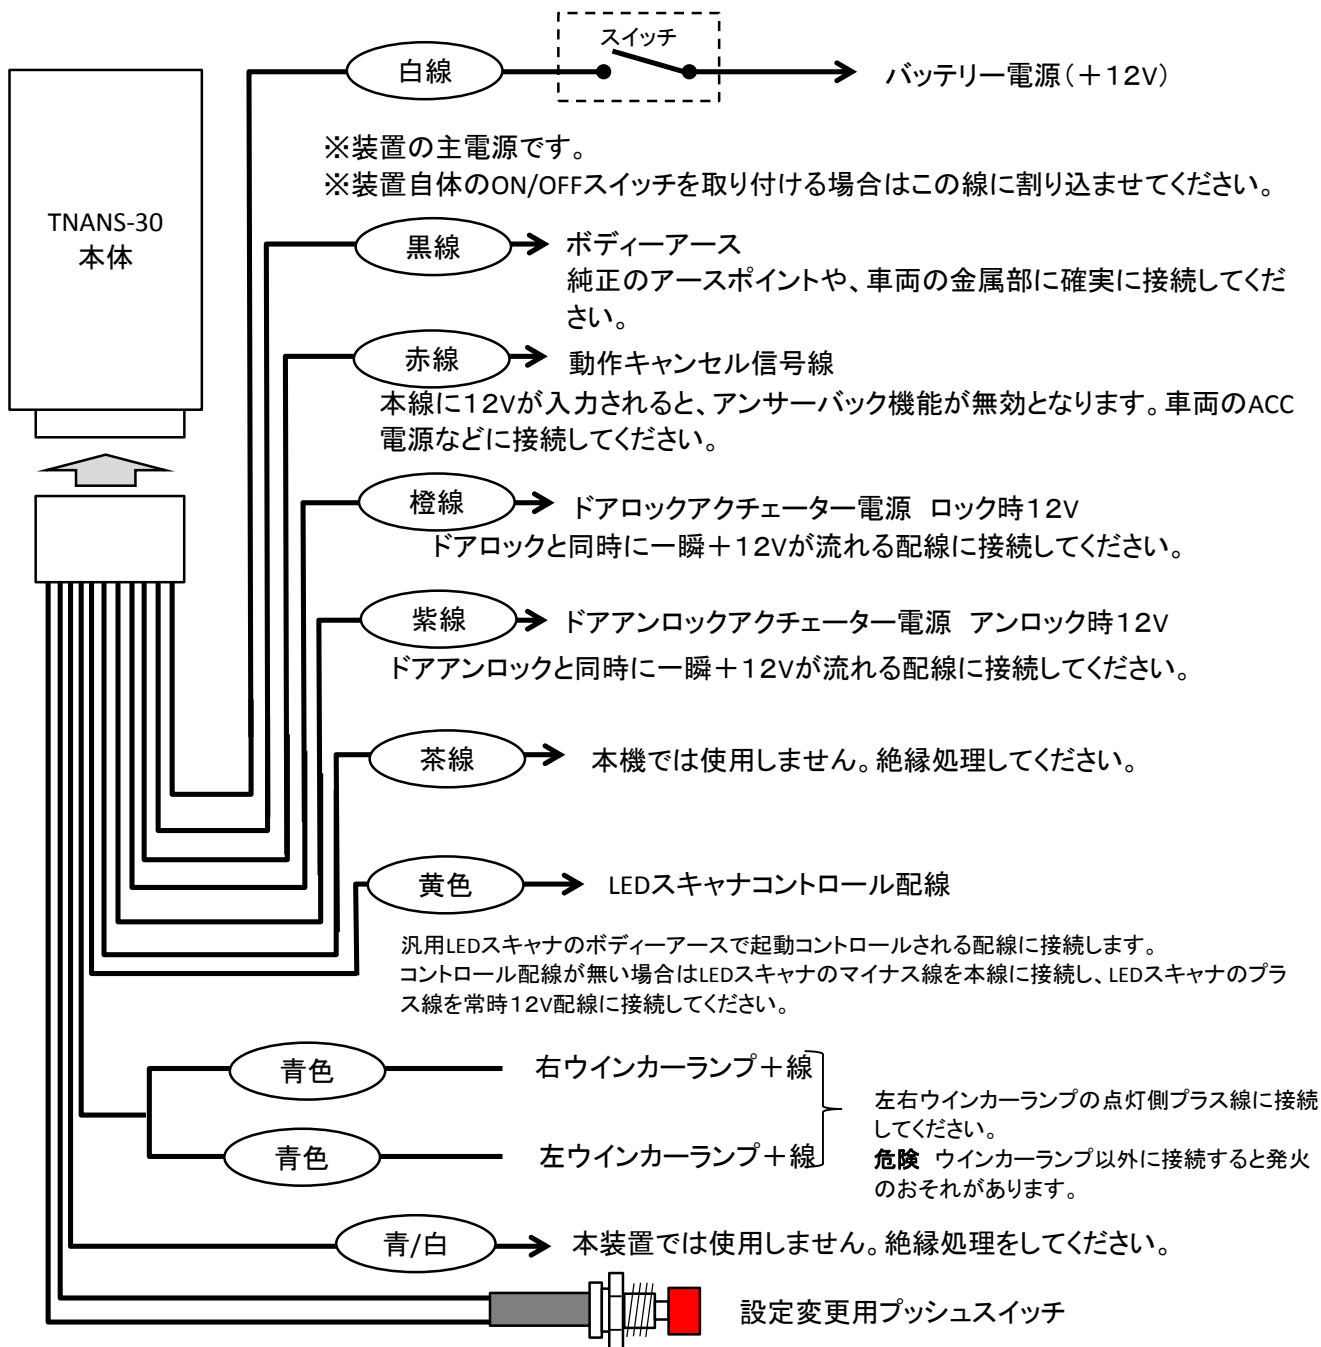 スイッチ
白線
バッテリー電源(＋12V)
※装置の主電源です。
※装置自体のON/OFFスイッチを取り付ける場合はこの線に割り込ませてください。
TNANS-30
本体
黒線
ボディーアース
純正のアースポイントや、車両の金属部に確実に接続してくだ
さい。
赤線
動作キャンセル信号線
本線に12Vが入力されると、アンサーバック機能が無効となります。車両のACC
電源などに接続してください。
橙線
ドアロックアクチェーター電源　ロック時12V
ドアロックと同時に一瞬＋12Vが流れる配線に接続してください。
紫線
ドアアンロックアクチェーター電源　アンロック時12V
ドアアンロックと同時に一瞬＋12Vが流れる配線に接続してください。
茶線
本機では使用しません。絶縁処理してください。
黄色
LEDスキャナコントロール配線
汎用LEDスキャナのボディーアースで起動コントロールされる配線に接続します。
コントロール配線が無い場合はLEDスキャナのマイナス線を本線に接続し、LEDスキャナのプラ
ス線を常時12V配線に接続してください。
青色
右ウインカーランプ＋線
青色
左ウインカーランプ＋線
左右ウインカーランプの点灯側プラス線に接続
してください。
危険　ウインカーランプ以外に接続すると発火
のおそれがあります。
青/白
本装置では使用しません。絶縁処理をしてください。
設定変更用プッシュスイッチ